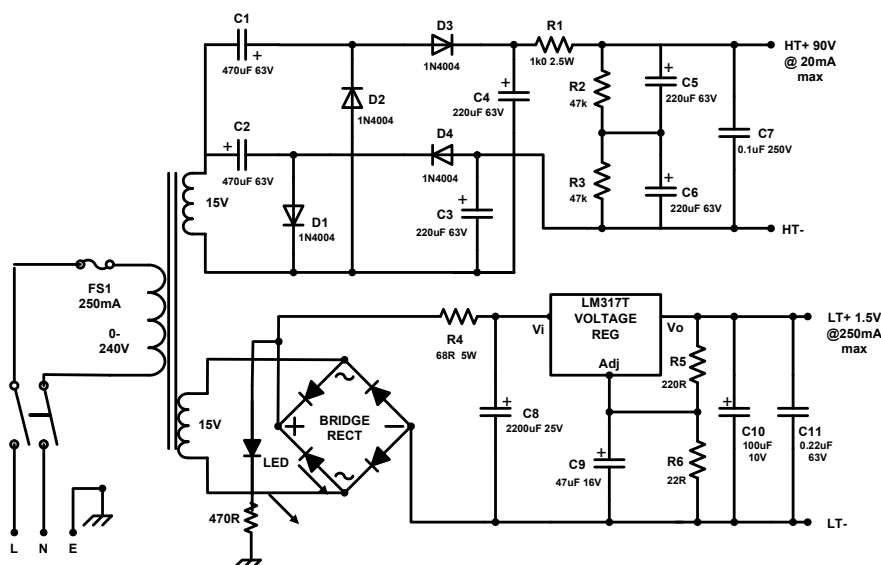 C1
+
470uF 63V
D3
1N4004
R1
1k0 2.5W
HT+ 90V
@ 20mA
max
D2
1N4004
C4
+
220uF 63V
R2
47k
+
C5
220uF 63V
C2
+
470uF 63V
D4
1N4004
C7
0.1uF 250V
15V
D1
1N4004
+
C3
220uF 63V
R3
47k
+
C6
220uF 63V
HT-
FS1
250mA
0-
240V
R4
68R 5W
Vi
LM317T
VOLTAGE
REG
Adj
Vo
LT+ 1.5V
@250mA
max
R5
220R
15V
LED
+
BRIDGE
RECT
470R
+
C8
2200uF 25V
+
C9
47uF 16V
R6
22R
+
C10
100uF
10V
C11
0.22uF
63V
LT-
L N E